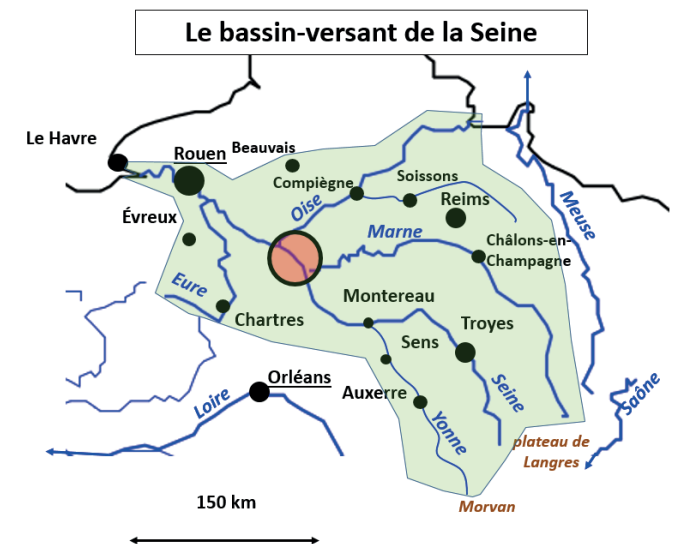 Le bassin-versant de la Seine
Le Havre
Rouen
Beauvais
Compiègne
Soissons
Oise
Reims
Meuse
Évreux
Marne
Châlons-en-
Champagne
Eure
Chartres
Montereau
Troyes
Sens
Orléans
Loire
Auxerre
Seine
Saône
Yonne
plateau de
Langres
150 km
Morvan